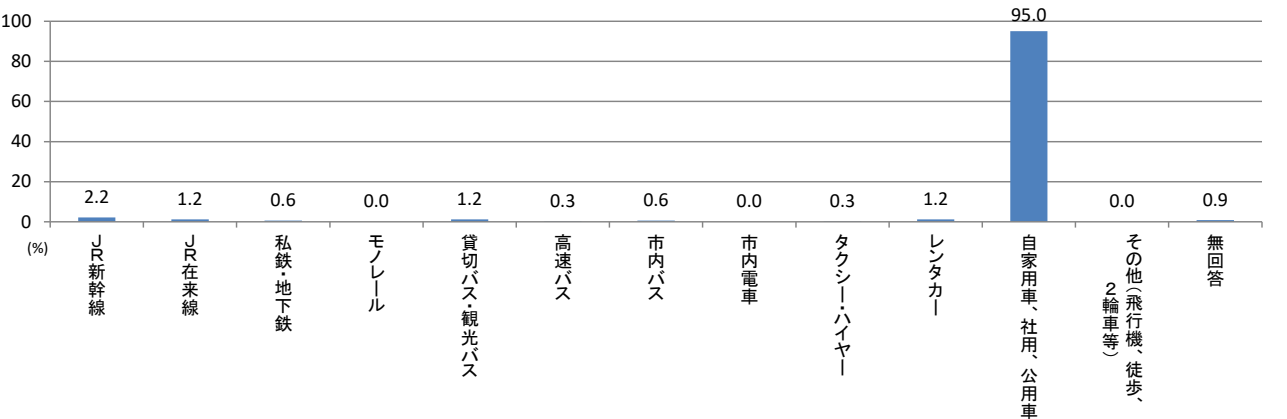 100
80
60
40
20
0
(%)
2.2
1.2
0.6
0.0
1.2
0.3
0.6
0.0
0.3
1.2
95.0
0.0
0.9
ＪＲ新幹線
ＪＲ在来線
私鉄・地下鉄
モノレール
貸切バス・観光バス
高速バス
市内バス
市内電車
タクシー・ハイヤー
レンタカー
自家用車、社用、公用車
その他（飛行機、徒歩、
２輪車等）
無回答